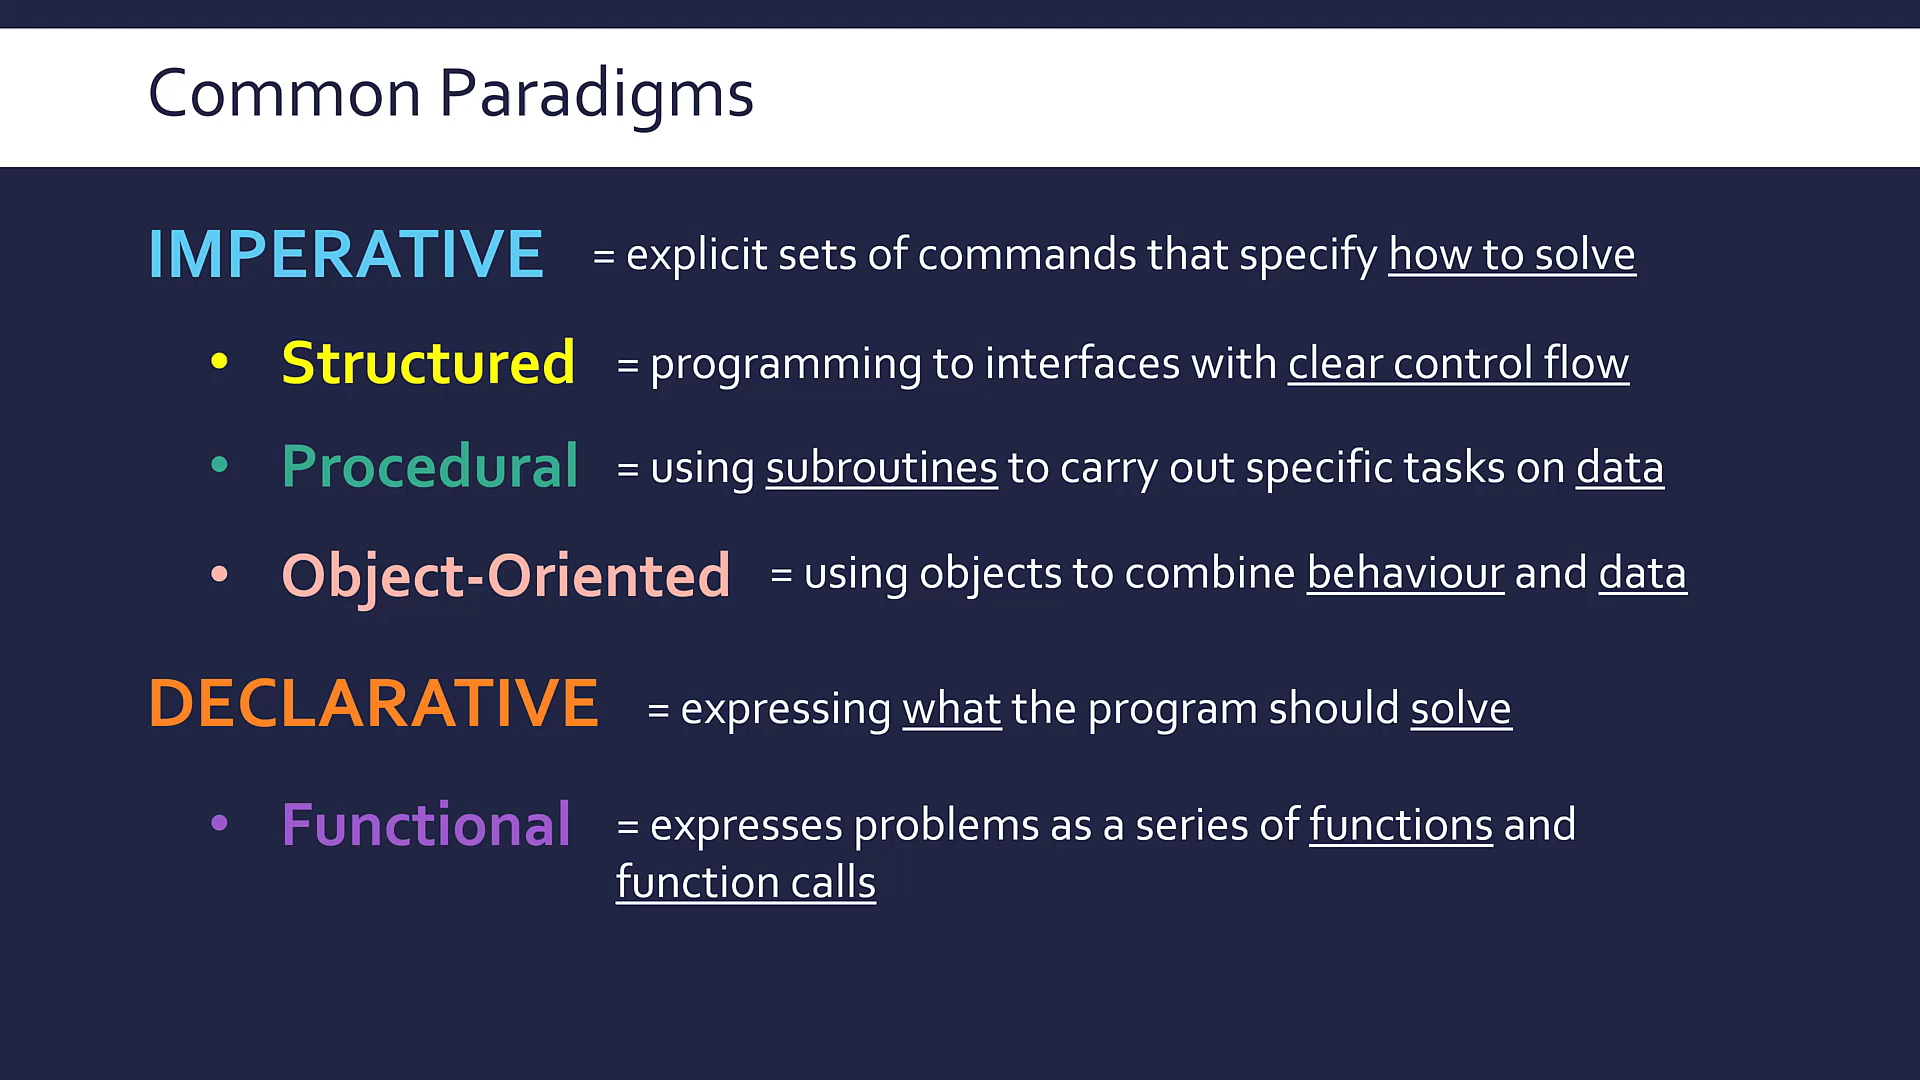 Common Paradigms
IMPERATIVE = explicit sets of commands that specify how to solve
• Structured = programming to interfaces with clear control flow
• Procedural = using subroutines to carry out specific tasks on data
• Object-Oriented = using objects to combine behaviour and data
DECLARATIVE = expressing what the program should solve
• Functional = expresses problems as a series of functions and
function calls